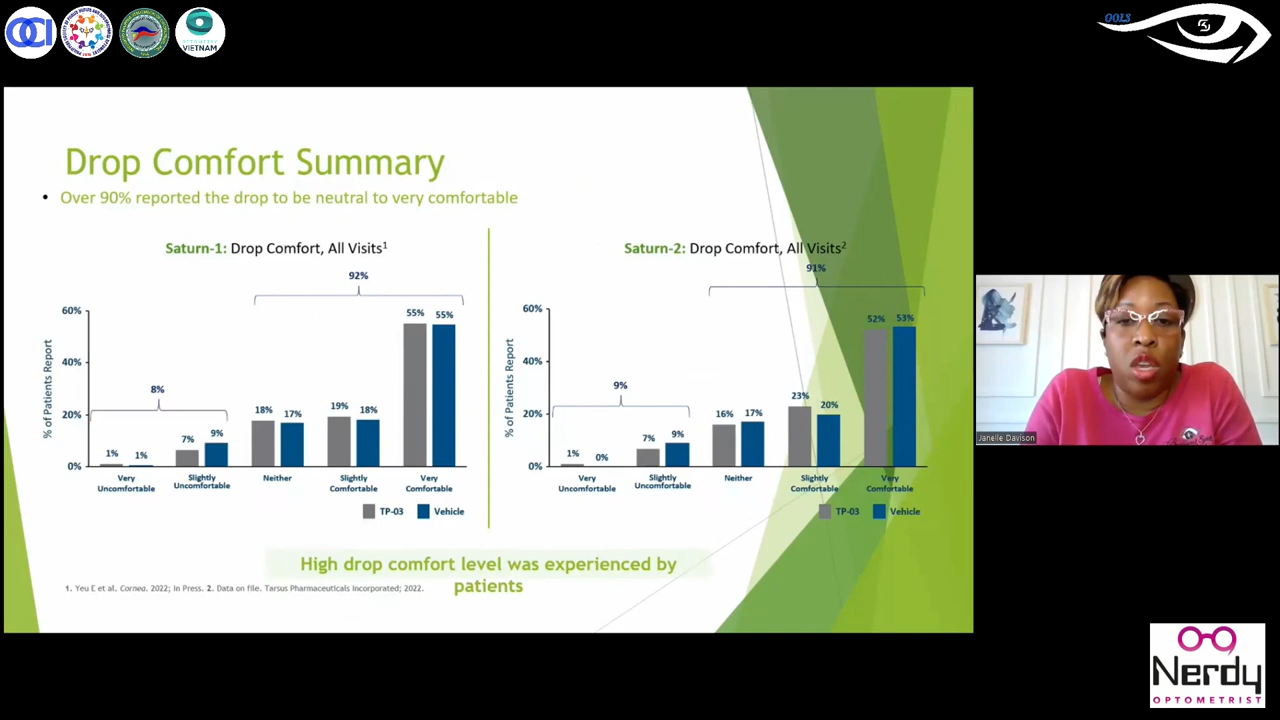 OCI
VIETNAM
OOLS
Drop Comfort Summary
• Over 90% reported the drop to be neutral to very comfortable
Saturn-1: Drop Comfort, All Visits1
92%
% of Patients Report
60%
40%
20%
0%
8%
1% 1%
7% 9%
18% 17%
19% 18%
55% 55%
Very Uncomfortable
Slightly Uncomfortable
Neither
Slightly Comfortable
Very Comfortable
TP-03 Vehicle
Saturn-2: Drop Comfort, All Visits2
91%
% of Patients Report
60%
40%
20%
0%
9%
1% 0%
7% 9%
16% 17%
23% 20%
52% 53%
Very Uncomfortable
Slightly Uncomfortable
Neither
Slightly Comfortable
Very Comfortable
TP-03 Vehicle
High drop comfort level was experienced by
patients
1. Yeu E et al. Cornea. 2022; In Press. 2. Data on file. Tarsus Pharmaceuticals Incorporated; 2022.
Janelle Davison
Nerdy
OPTOMETRIST